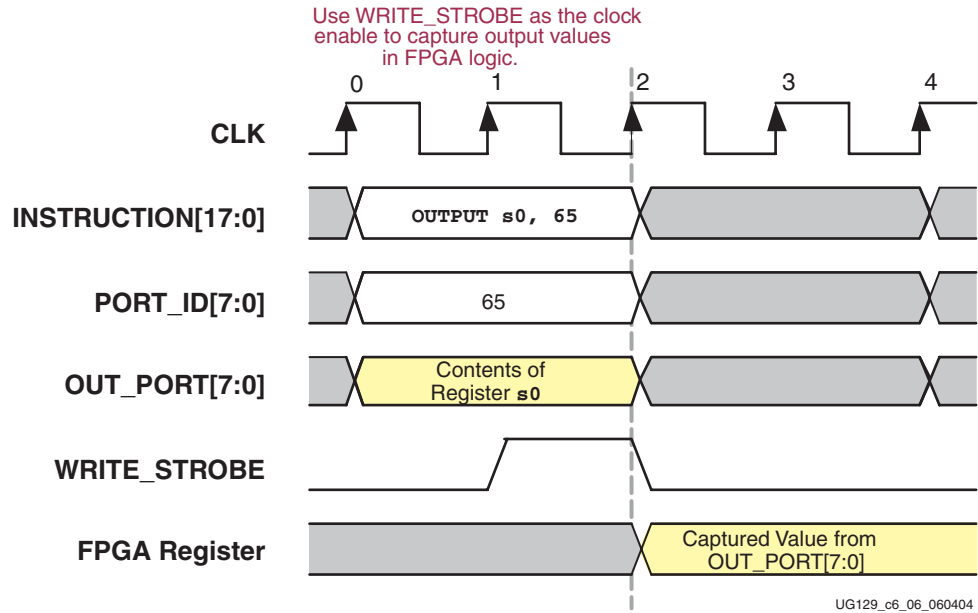 Use WRITE_STROBE as the clock
enable to capture output values
in FPGA logic.
0 1 2 3 4
CLK
INSTRUCTION[17:0] OUTPUT s0, 65
PORT_ID[7:0] 65
OUT_PORT[7:0] Contents of
Register s0
WRITE_STROBE
FPGA Register Captured Value from
OUT_PORT[7:0]
UG129_c6_06_060404